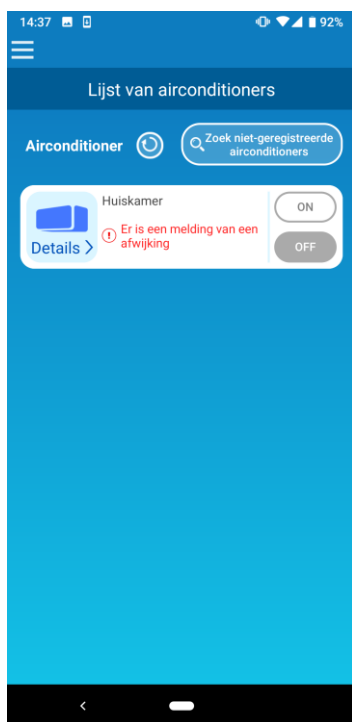 14:37 92%
Lijst van airconditioners
Airconditioner
Zoek niet-geregistreerde
airconditioners
Huiskamer
Er is een melding van een
afwijking
Details
ON
OFF